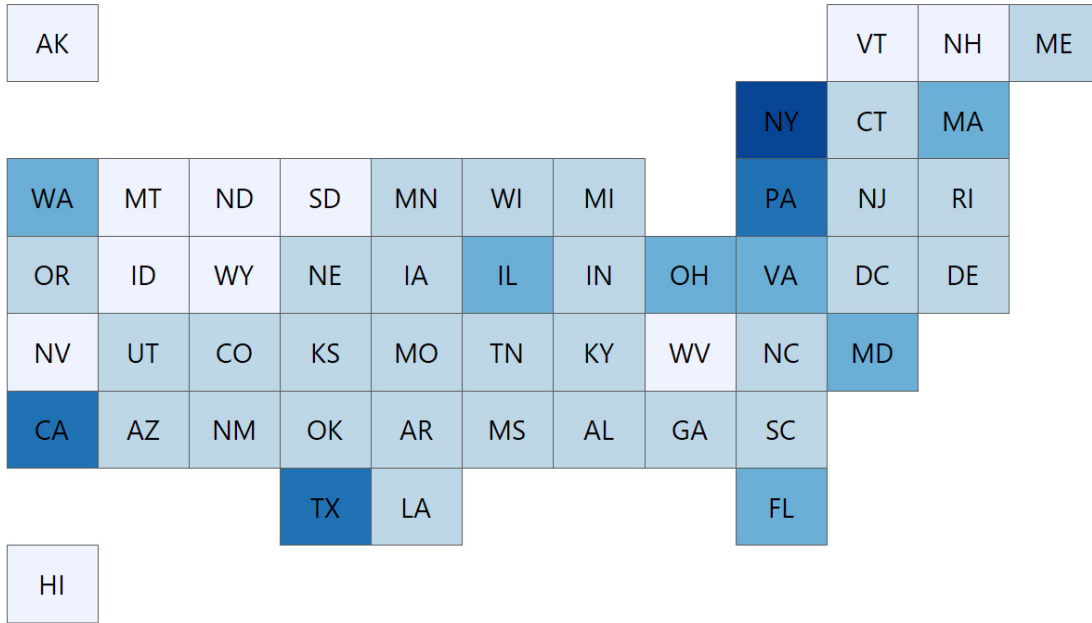 AK VT NH ME
NY CT MA
WA MT ND SD MN WI MI PA NJ RI
OR ID WY NE IA IL IN OH VA DC DE
NV UT CO KS MO TN KY WV NC MD
CA AZ NM OK AR MS AL GA SC
TX LA FL
HI